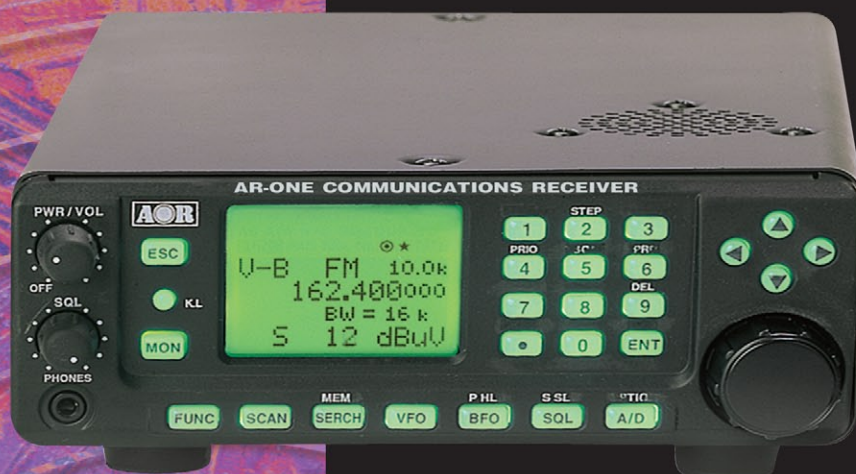 AR-ONE COMMUNICATIONS RECEIVER
PWR / VOL
AOR
OFF
SQL
PHONES
ESC
K.L
MON
V-B FM 10.0k
162.400000
BW = 16 k
S 12 dBuV
STEP
1 2 3
PRIO
4 5 6
DEL
7 8 9
. 0 ENT
MEM
FUNC SCAN SERCH VFO BFO SQL A/D